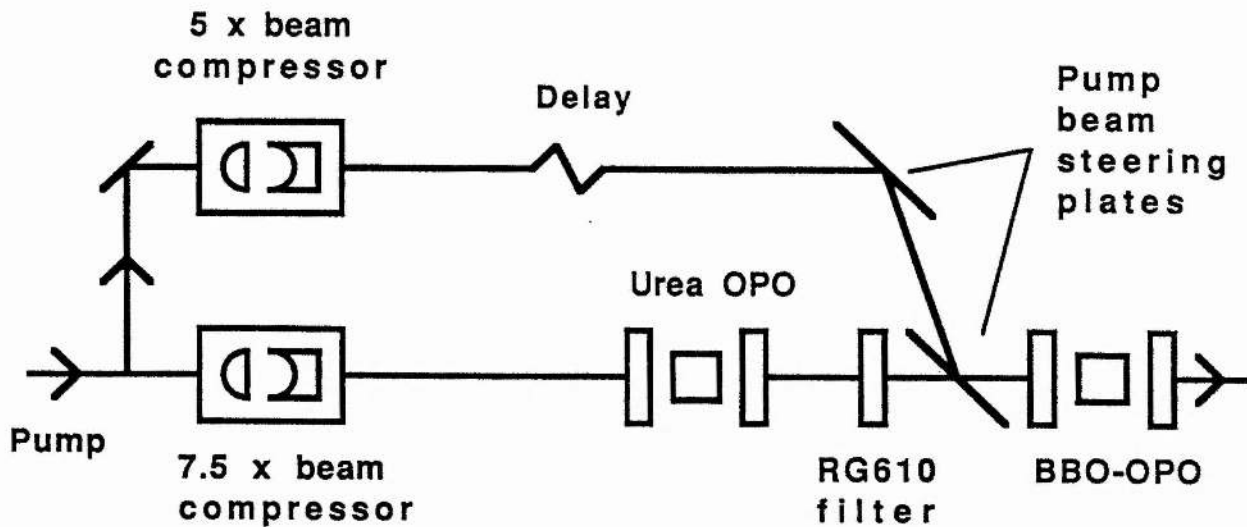 5 x beam
compressor
Delay
Pump
beam
steering
plates
Urea OPO
Pump
7.5 x beam
compressor
RG610
filter
BBO-OPO